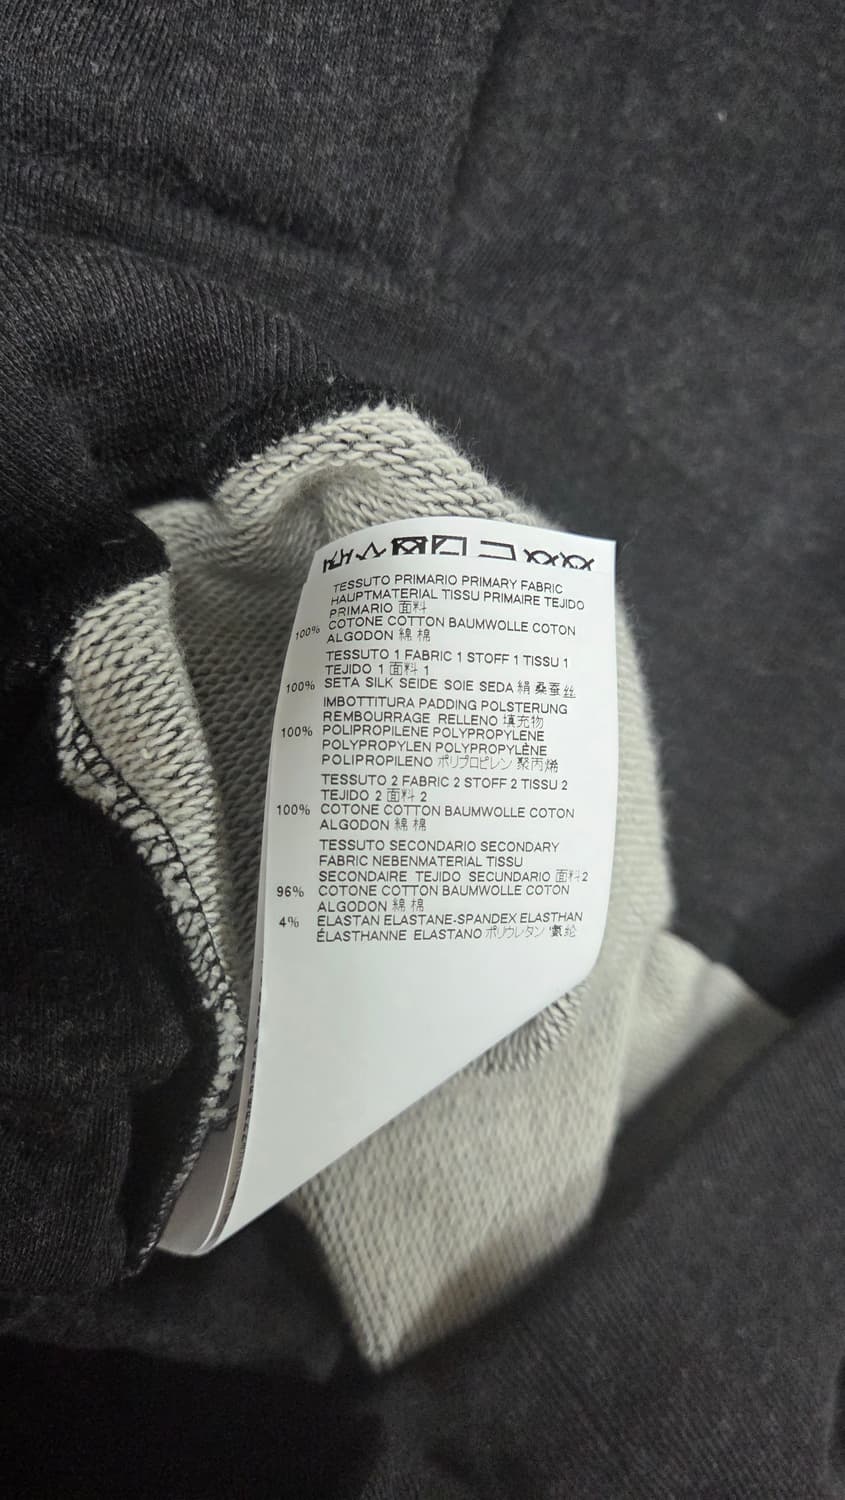 TESSUTO PRIMARIO PRIMARY FABRIC
HAUPTMATERIAL TISSU PRIMAIRE TEJIDO
PRIMARIO 面料
100% COTONE COTTON BAUMWOLLE COTON
ALGODON 綿 棉
TESSUTO 1 FABRIC 1 STOFF 1 TISSU 1
TEJIDO 1 面料 1
100% SETA SILK SEIDE SOIE SEDA 絹 桑蚕丝
IMBOTTITURA PADDING POLSTERUNG
REMBOURRAGE RELLENO 填充物
100% POLIPROPILENE POLYPROPYLENE
POLYPROPYLEN POLYPROPYLÈNE
POLIPROPILENO ポリプロピレン 聚丙烯
TESSUTO 2 FABRIC 2 STOFF 2 TISSU 2
TEJIDO 2 面料 2
100% COTONE COTTON BAUMWOLLE COTON
ALGODON 綿 棉
TESSUTO SECONDARIO SECONDARY
FABRIC NEBENMATERIAL TISSU
SECONDAIRE TEJIDO SECUNDARIO 面料2
96% COTONE COTTON BAUMWOLLE COTON
ALGODON 綿 棉
4% ELASTAN ELASTANE-SPANDEX ELASTHAN
ÉLASTHANNE ELASTANO ポリウレタン